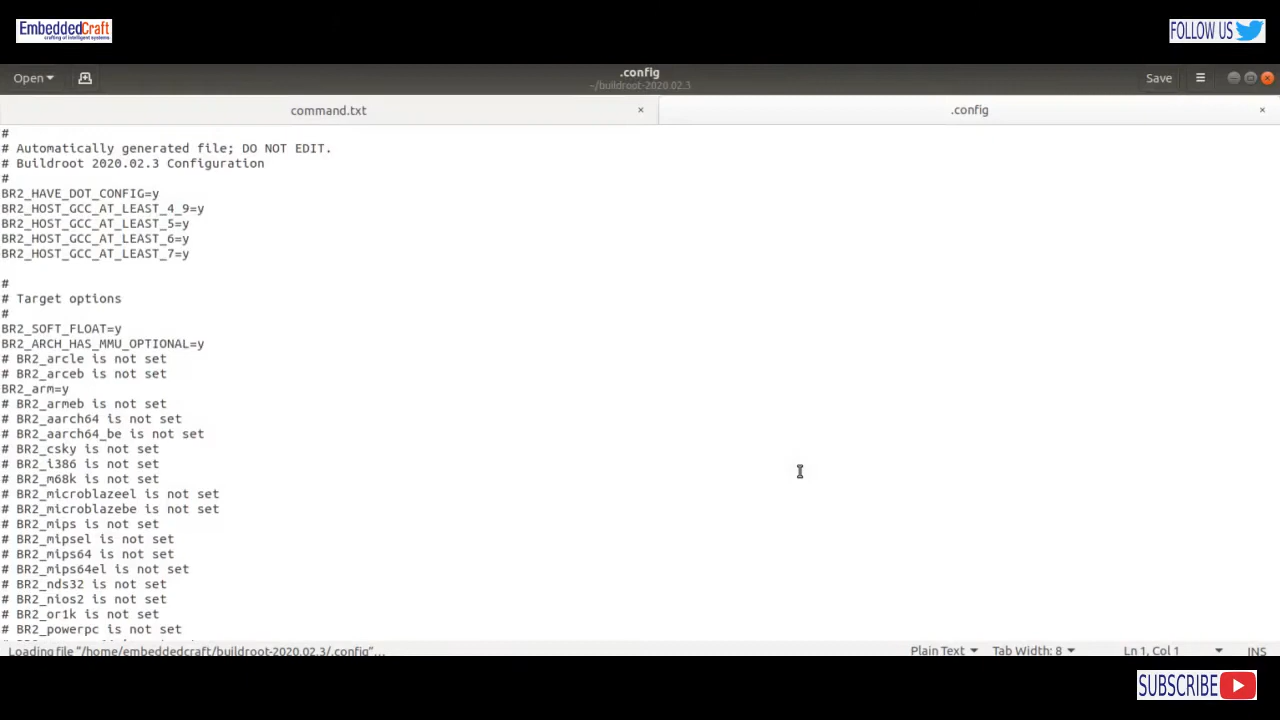 EmbeddedCraft
crafting of intelligent systems
FOLLOW US
Open
.config
~/buildroot-2020.02.3
Save
command.txt
.config
#
# Automatically generated file; DO NOT EDIT.
# Buildroot 2020.02.3 Configuration
#
BR2_HAVE_DOT_CONFIG=y
BR2_HOST_GCC_AT_LEAST_4_9=y
BR2_HOST_GCC_AT_LEAST_5=y
BR2_HOST_GCC_AT_LEAST_6=y
BR2_HOST_GCC_AT_LEAST_7=y
#
# Target options
#
BR2_SOFT_FLOAT=y
BR2_ARCH_HAS_MMU_OPTIONAL=y
# BR2_arcle is not set
# BR2_arceb is not set
BR2_arm=y
# BR2_armeb is not set
# BR2_aarch64 is not set
# BR2_aarch64_be is not set
# BR2_csky is not set
# BR2_i386 is not set
# BR2_m68k is not set
# BR2_microblazeel is not set
# BR2_microblazebe is not set
# BR2_mips is not set
# BR2_mipsel is not set
# BR2_mips64 is not set
# BR2_mips64el is not set
# BR2_nds32 is not set
# BR2_nios2 is not set
# BR2_or1k is not set
# BR2_powerpc is not set
Loading file “/home/embeddedcraft/buildroot-2020.02.3/.config”…
Plain Text
Tab Width: 8
Ln 1, Col 1
INS
SUBSCRIBE